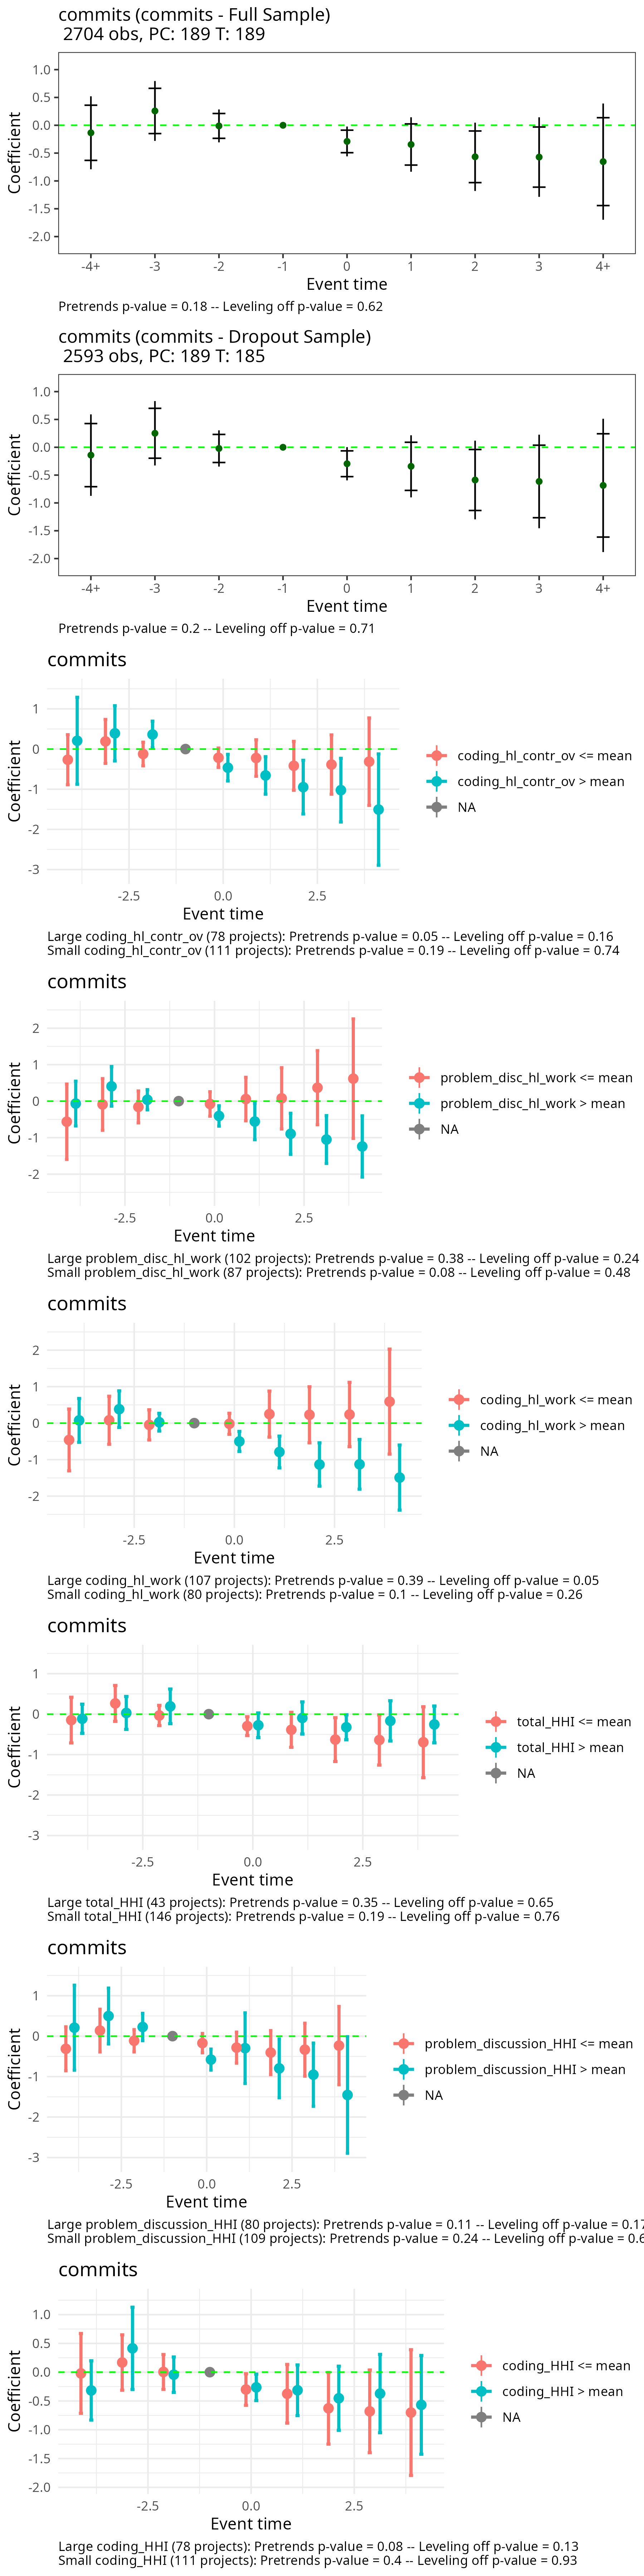 commits (commits - Full Sample)
2704 obs, PC: 189 T: 189
1.0
0.5
0.0
-0.5
-1.0
-1.5
-2.0
Coefficient
-4+ -3 -2 -1 0 1 2 3 4+
Event time
Pretrends p-value = 0.18 -- Leveling off p-value = 0.62
commits (commits - Dropout Sample)
2593 obs, PC: 189 T: 185
1.0
0.5
0.0
-0.5
-1.0
-1.5
-2.0
Coefficient
-4+ -3 -2 -1 0 1 2 3 4+
Event time
Pretrends p-value = 0.2 -- Leveling off p-value = 0.71
commits
1
0
-1
-2
-3
Coefficient
-2.5 0.0 2.5
Event time
coding_hl_contr_ov <= mean
coding_hl_contr_ov > mean
NA
Large coding_hl_contr_ov (78 projects): Pretrends p-value = 0.05 -- Leveling off p-value = 0.16
Small coding_hl_contr_ov (111 projects): Pretrends p-value = 0.19 -- Leveling off p-value = 0.74
commits
2
1
0
-1
-2
Coefficient
-2.5 0.0 2.5
Event time
problem_disc_hl_work <= mean
problem_disc_hl_work > mean
NA
Large problem_disc_hl_work (102 projects): Pretrends p-value = 0.38 -- Leveling off p-value = 0.24
Small problem_disc_hl_work (87 projects): Pretrends p-value = 0.08 -- Leveling off p-value = 0.48
commits
2
1
0
-1
-2
Coefficient
-2.5 0.0 2.5
Event time
coding_hl_work <= mean
coding_hl_work > mean
NA
Large coding_hl_work (107 projects): Pretrends p-value = 0.39 -- Leveling off p-value = 0.05
Small coding_hl_work (80 projects): Pretrends p-value = 0.1 -- Leveling off p-value = 0.26
commits
1
0
-1
-2
-3
Coefficient
-2.5 0.0 2.5
Event time
total_HHI <= mean
total_HHI > mean
NA
Large total_HHI (43 projects): Pretrends p-value = 0.35 -- Leveling off p-value = 0.65
Small total_HHI (146 projects): Pretrends p-value = 0.19 -- Leveling off p-value = 0.76
commits
1
0
-1
-2
-3
Coefficient
-2.5 0.0 2.5
Event time
problem_discussion_HHI <= mean
problem_discussion_HHI > mean
NA
Large problem_discussion_HHI (80 projects): Pretrends p-value = 0.11 -- Leveling off p-value = 0.17
Small problem_discussion_HHI (109 projects): Pretrends p-value = 0.24 -- Leveling off p-value =
commits
1.0
0.5
0.0
-0.5
-1.0
-1.5
-2.0
Coefficient
-2.5 0.0 2.5
Event time
coding_HHI <= mean
coding_HHI > mean
NA
Large coding_HHI (78 projects): Pretrends p-value = 0.08 -- Leveling off p-value = 0.13
Small coding_HHI (111 projects): Pretrends p-value = 0.4 -- Leveling off p-value = 0.93